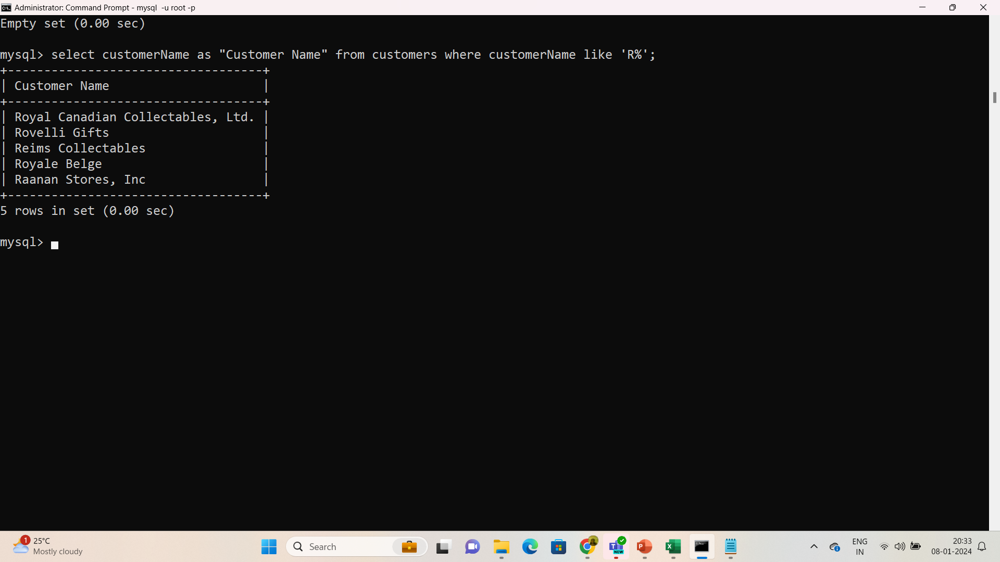 Administrator: Command Prompt - mysql  -u root -p
Empty set (0.00 sec)
mysql> select customerName as "Customer Name" from customers where customerName like 'R%';
+-----------------------------------+
| Customer Name                     |
+-----------------------------------+
| Royal Canadian Collectables, Ltd. |
| Rovelli Gifts                     |
| Reims Collectables                |
| Royale Belge                      |
| Raanan Stores, Inc                |
+-----------------------------------+
5 rows in set (0.00 sec)
mysql>
1
25°C
Mostly cloudy
Search
NEW
ENG
IN
20:33
08-01-2024